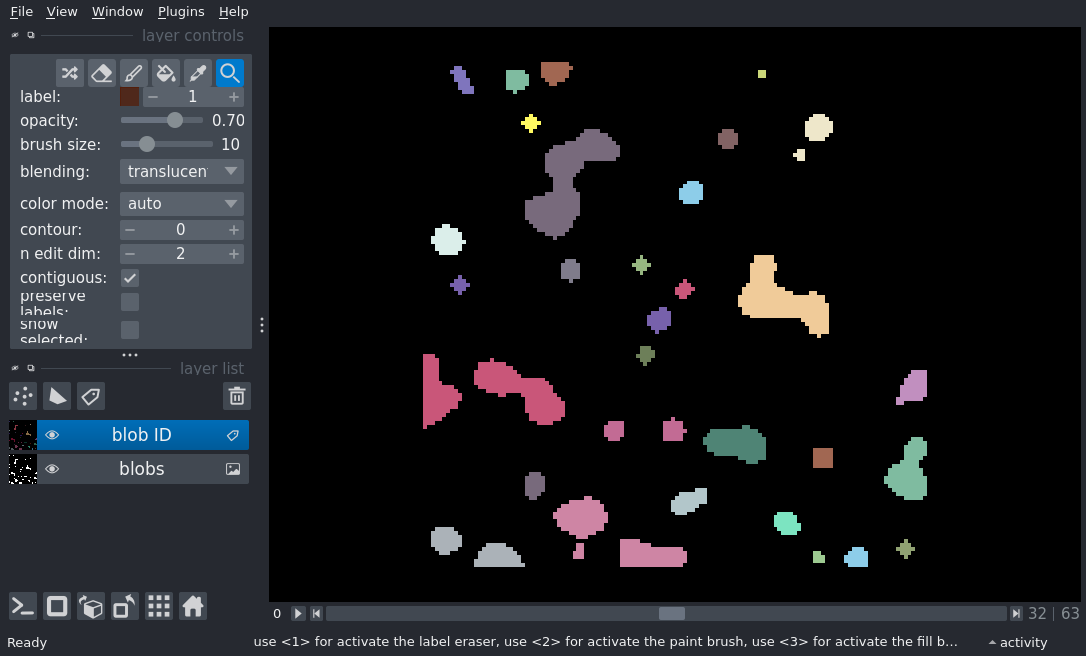 File View Window Plugins Help
layer controls
label: 1
opacity: 0.70
brush size: 10
blending: translucen
color mode: auto
contour: 0
n edit dim: 2
contiguous:
preserve
labels:
show
selected:
layer list
blob ID
blobs
0 32 | 63
Ready use <1> for activate the label eraser, use <2> for activate the paint brush, use <3> for activate the fill b... activity